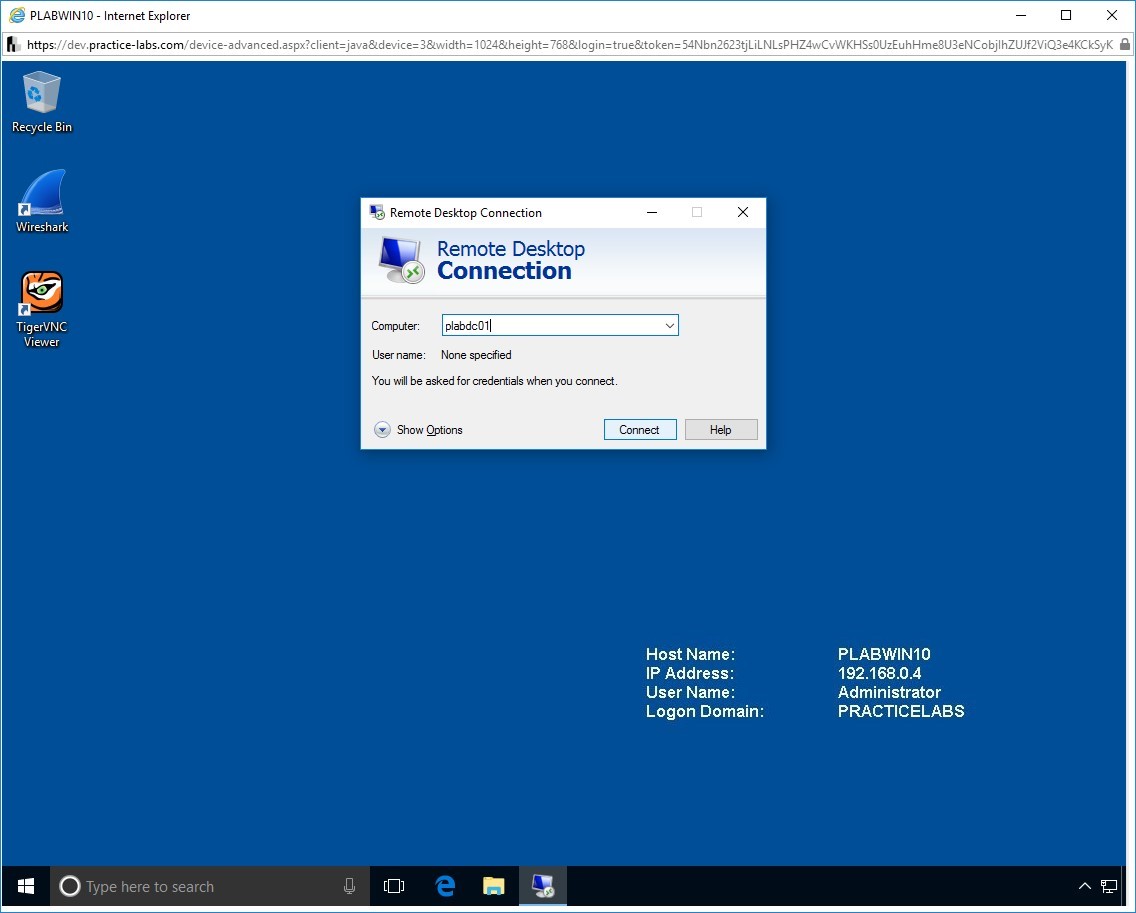 PLABWIN10 - Internet Explorer
https://dev.practice-labs.com/device-advanced.aspx?client=java&device=3&width=1024&height=768&login=true&token=54Nbn2623tjLiLNLsPHZ4wCvWKHSs0UzEuhHme8U3eNCobjIhZUJf2ViQ3e4KCkSyK
Recycle Bin
Wireshark
TigerVNC
Viewer
Remote Desktop Connection
Remote Desktop
Connection
Computer: plabdc01
User name: None specified
You will be asked for credentials when you connect.
Show Options Connect Help
Host Name: PLABWIN10
IP Address: 192.168.0.4
User Name: Administrator
Logon Domain: PRACTICELABS
Type here to search